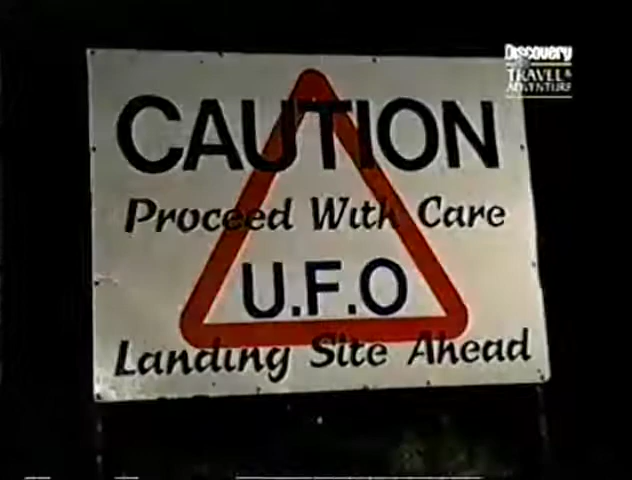 Discovery
TRAVEL &
ADVENTURE
CAUTION
Proceed With Care
U.F.O
Landing Site Ahead